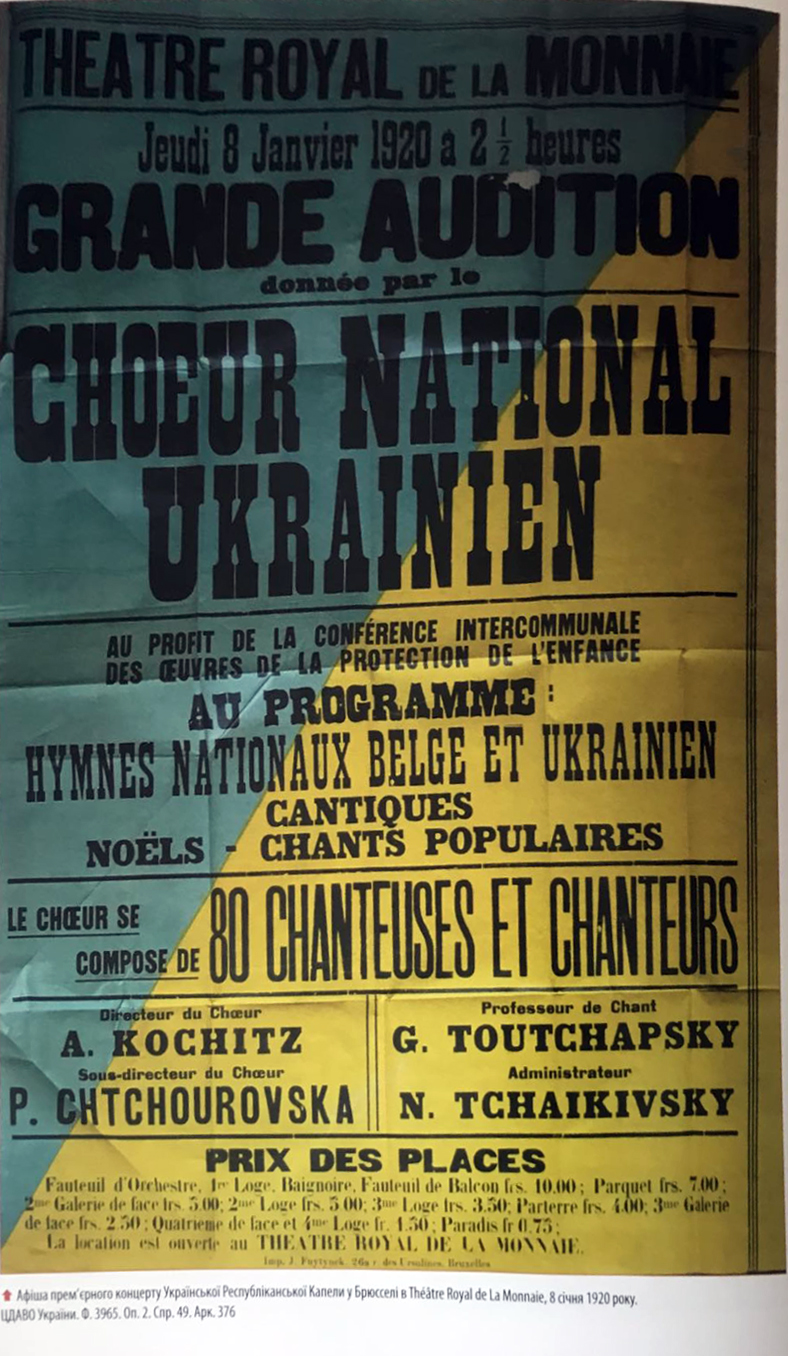 THEATRE ROYAL DE LA MONNAIE
Jeudi 8 Janvier 1920 à 2 1/2 heures
GRANDE AUDITION
donnée par le
CHŒUR NATIONAL
UKRAINIEN
AU PROFIT DE LA CONFÉRENCE INTERCOMMUNALE
DES ŒUVRES DE LA PROTECTION DE L'ENFANCE
AU PROGRAMME :
HYMNES NATIONAUX BELGE ET UKRAINIEN
CANTIQUES
NOËLS - CHANTS POPULAIRES
LE CHŒUR SE
COMPOSE DE 80 CHANTEUSES ET CHANTEURS
Directeur du Chœur
A. KOCHITZ
Sous-directeur du Chœur
P. CHTCHOUROVSKA
Professeur de Chant
G. TOUTCHAPSKY
Administrateur
N. TCHAIKIVSKY
PRIX DES PLACES
Fauteuil d'Orchestre, 1re Loge, Baignoire, Fauteuil de Balcon frs. 10.00 ; Parquet frs. 7.00 ;
2me Galerie de face frs. 5.00 ; 2me Loge frs. 5.00 ; 3me Loge frs. 3.50 ; Parterre frs. 4.00 ; 3me Galerie
de face frs. 2.50 ; Quatrième de face et 4me Loge fr. 1.50 ; Paradis fr 0.75 ;
La location est ouverte au THEATRE ROYAL DE LA MONNAIE.
Imp. J. r. des Ursulines, Bruxelles
Афіша прем'єрного концерту Української Республіканської Капели у Брюсселі в Théâtre Royal de La Monnaie, 8 січня 1920 року.
ЦДАВО України. Ф. 3965. Оп. 2. Спр. 49. Арк. 376